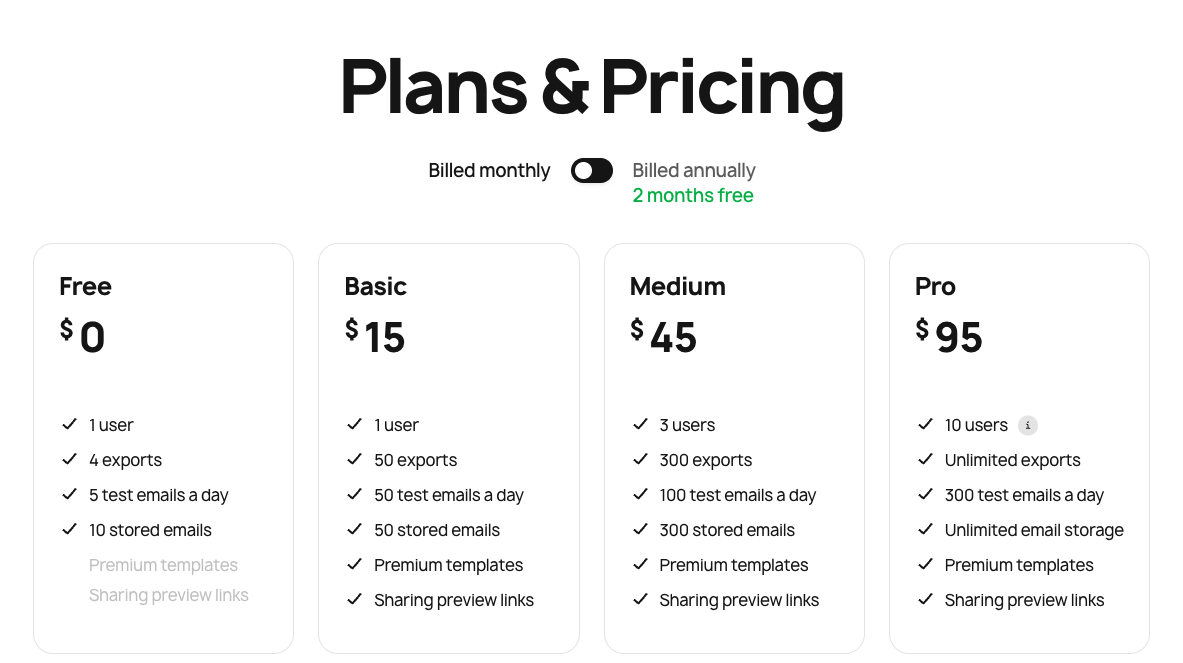 Plans & Pricing
Billed monthly
Billed annually
2 months free
Free
$ 0
1 user
4 exports
5 test emails a day
10 stored emails
Premium templates
Sharing preview links
Basic
$ 15
1 user
50 exports
50 test emails a day
50 stored emails
Premium templates
Sharing preview links
Medium
$ 45
3 users
300 exports
100 test emails a day
300 stored emails
Premium templates
Sharing preview links
Pro
$ 95
10 users i
Unlimited exports
300 test emails a day
Unlimited email storage
Premium templates
Sharing preview links